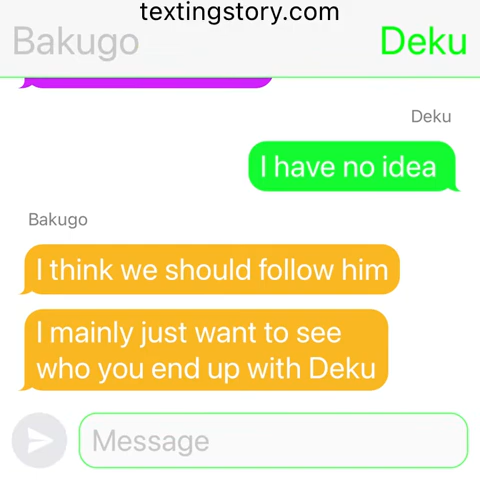 textingstory.com
Bakugo
Deku
Deku
I have no idea
Bakugo
I think we should follow him
I mainly just want to see
who you end up with Deku
Message